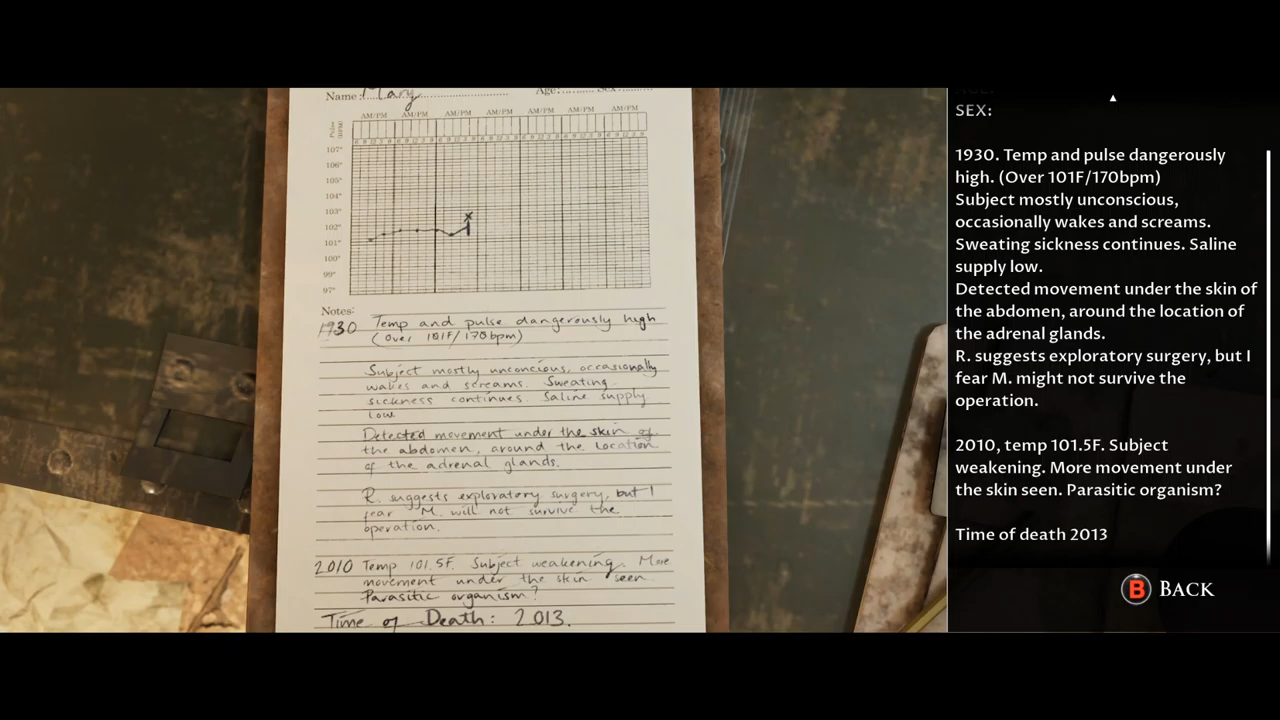 Name: Mary Age: Sex:
AM/PM AM/PM AM/PM AM/PM AM/PM AM/PM AM/PM
Pulse
107°
106°
105°
104°
103°
102°
101°
100°
99°
97°
Notes:
1930 Temp and pulse dangerously high
(Over 101F/170bpm)
Subject mostly unconcious, occasionally
wakes and screams. Sweating
sickness continues. Saline supply
low.
Detected movement under the skin of
the abdomen, around the location
of the adrenal glands.
R. suggests exploratory surgery, but I
fear M. will not survive the
operation.
2010 Temp 101.5F. Subject weakening. More
movement under the skin seen.
Parasitic organism?
Time of Death: 2013.
SEX:
1930. Temp and pulse dangerously
high. (Over 101F/170bpm)
Subject mostly unconscious,
occasionally wakes and screams.
Sweating sickness continues. Saline
supply low.
Detected movement under the skin of
the abdomen, around the location of
the adrenal glands.
R. suggests exploratory surgery, but I
fear M. might not survive the
operation.
2010, temp 101.5F. Subject
weakening. More movement under
the skin seen. Parasitic organism?
Time of death 2013
B BACK